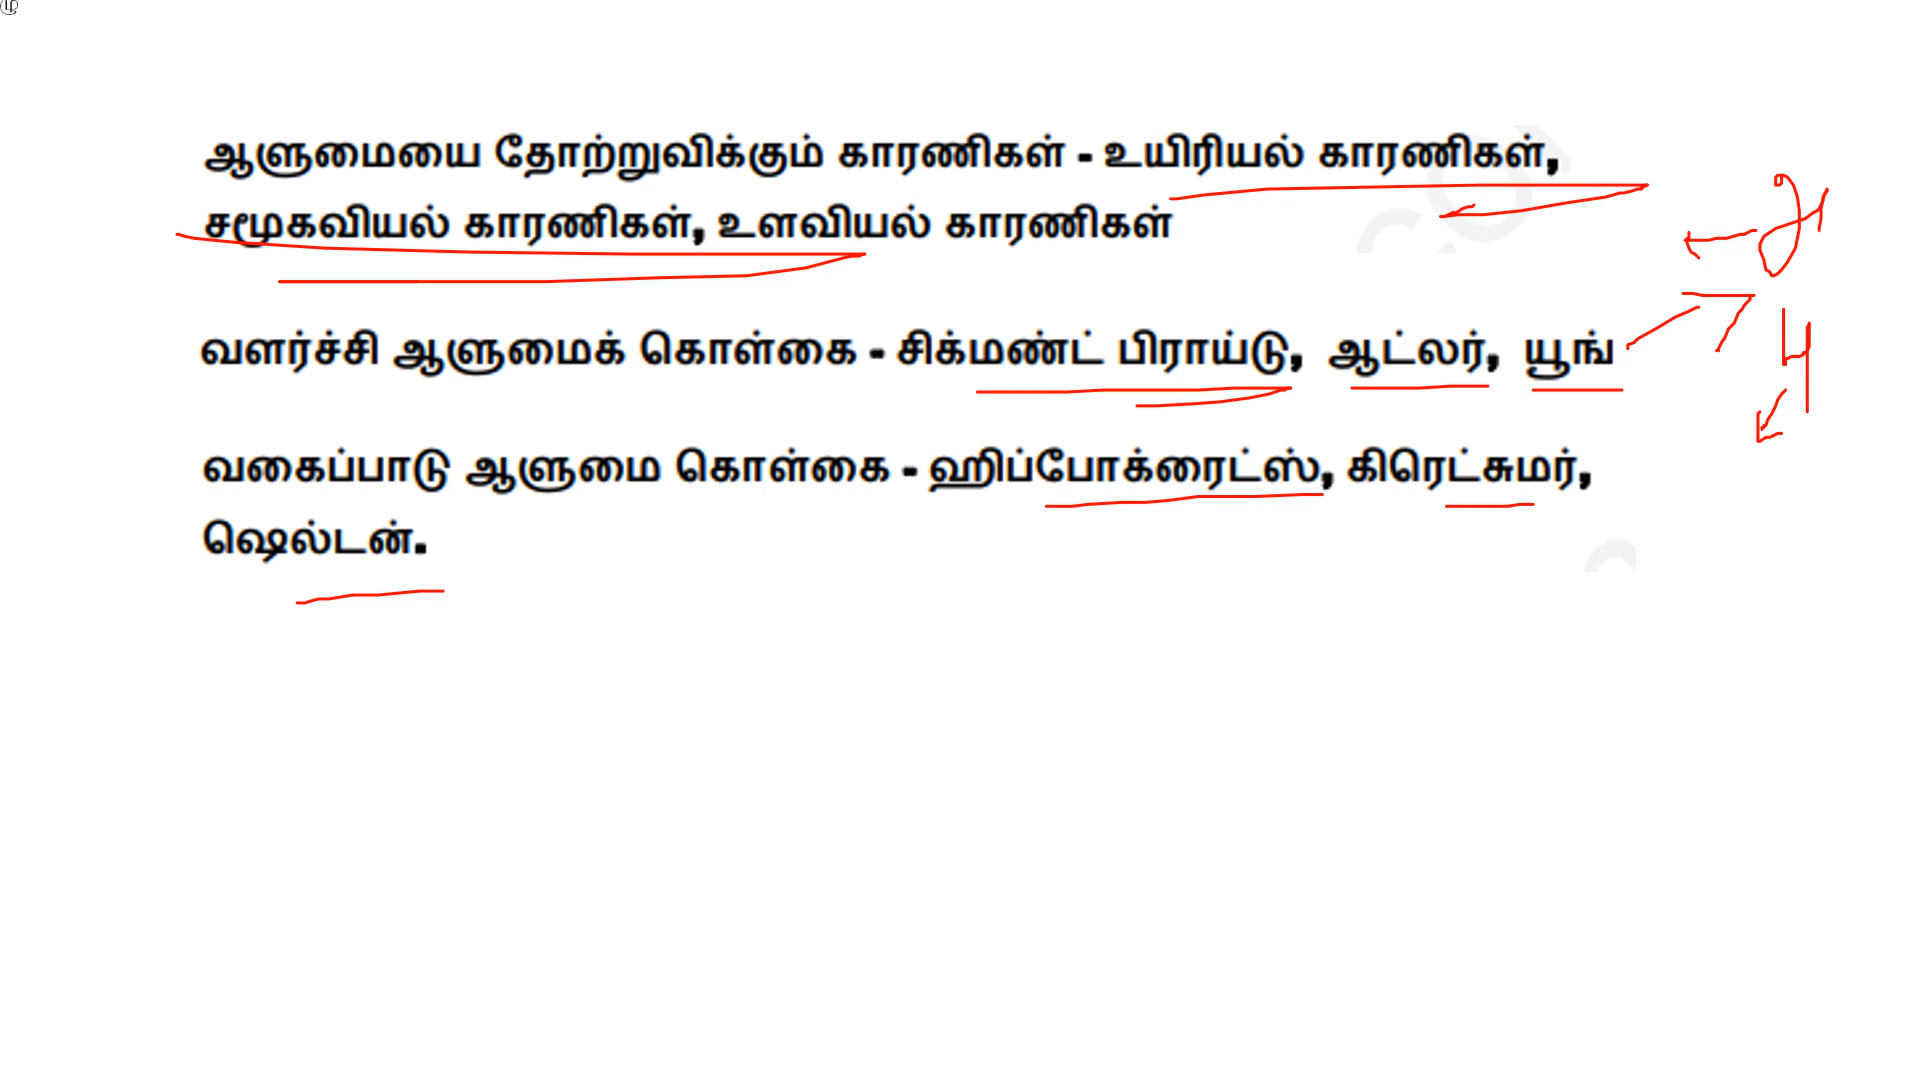 ஆளுமையை தோற்றுவிக்கும் காரணிகள் - உயிரியல் காரணிகள்,
சமூகவியல் காரணிகள், உளவியல் காரணிகள்
வளர்ச்சி ஆளுமைக் கொள்கை - சிக்மண்ட் பிராய்டு, ஆட்லர், யூங்
வகைப்பாடு ஆளுமை கொள்கை - ஹிப்போக்ரைட்ஸ், கிரெட்சுமர்,
ஷெல்டன்.